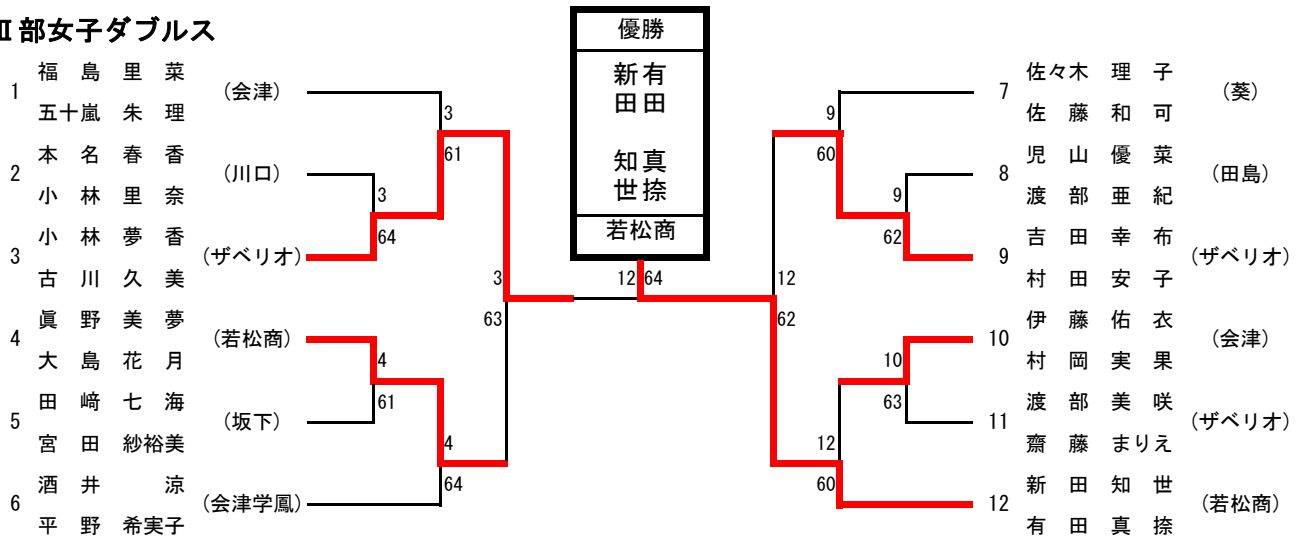 Ⅱ部女子ダブルス
1 福島里菜 (会津)
五十嵐朱理
2 本名春香 (川口)
小林里奈
3 小林夢香 (ザベリオ)
古川久美
4 眞野美夢 (若松商)
大島花月
5 田﨑七海 (坂下)
宮田紗裕美
6 酒井涼 (会津学鳳)
平野希実子
3
61
3
64
4
61
4
64
3
63
優勝
新田知世
有田真捺
若松商
12 64
9
60
9
62
12
62
10
63
12
60
7 佐々木理子 (葵)
佐藤和可
8 児山優菜 (田島)
渡部亜紀
9 吉田幸布 (ザベリオ)
村田安子
10 伊藤佑衣 (会津)
村岡実果
11 渡部美咲 (ザベリオ)
齋藤まりえ
12 新田知世 (若松商)
有田真捺